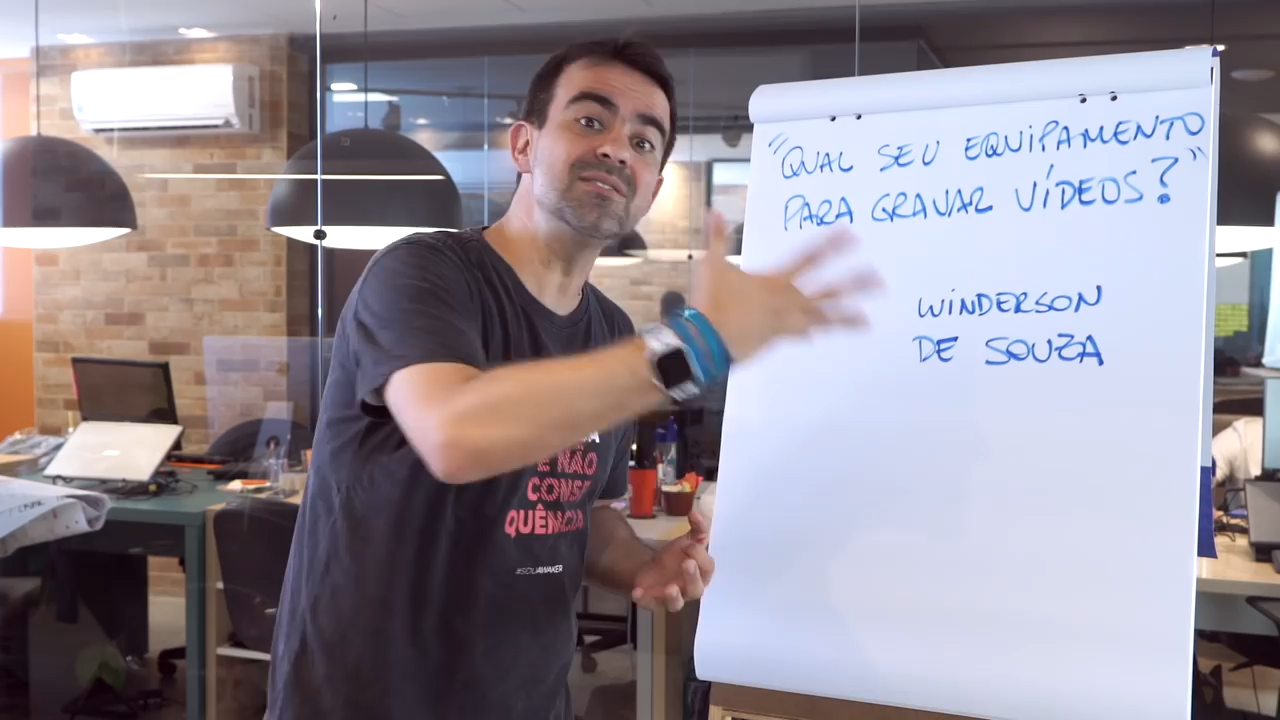 "QUAL SEU EQUIPAMENTO
PARA GRAVAR VÍDEOS?"
WINDERSON
DE SOUZA
E NÃO
CONSE
QUÊNCIA
#SOUAWAKER